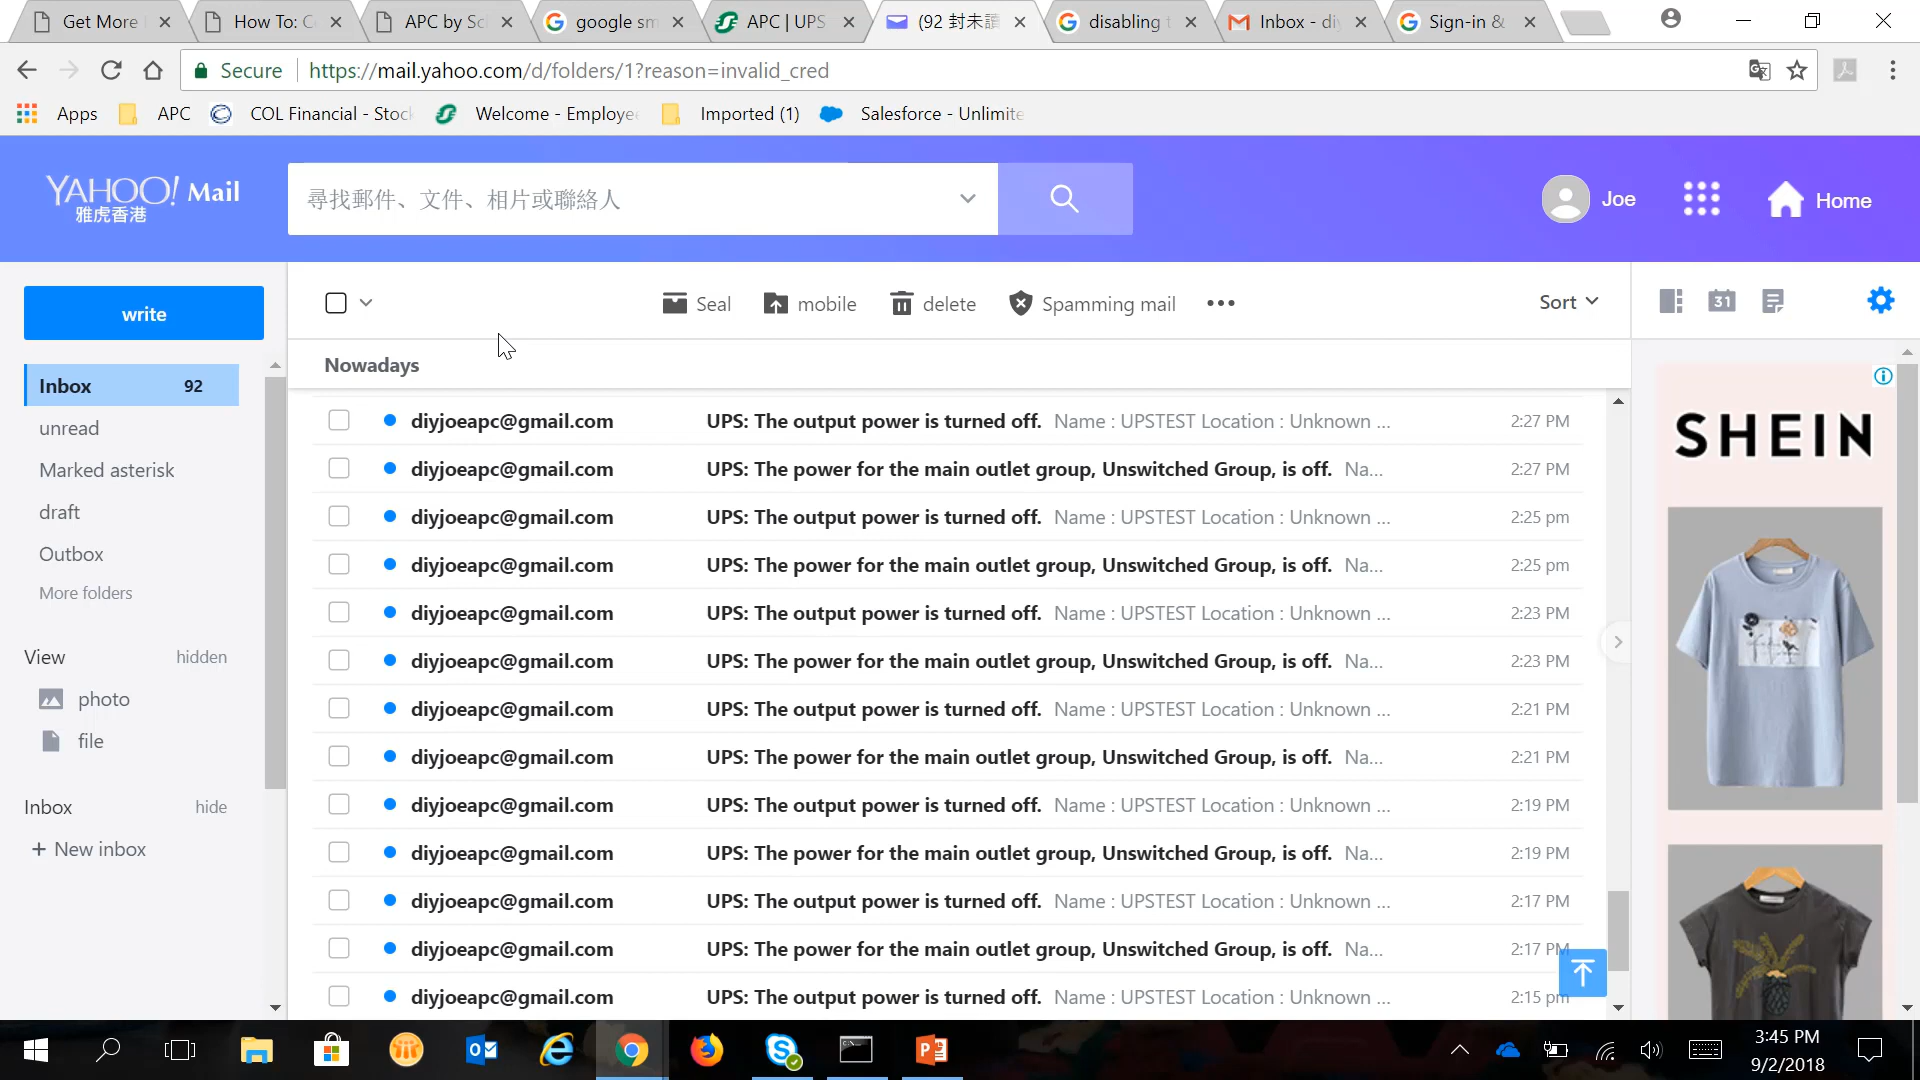 Get More
How To: C
APC by Sc
google sm
APC | UPS
(92 封未讀
disabling t
Inbox - diy
Sign-in &
Secure
https://mail.yahoo.com/d/folders/1?reason=invalid_cred
Apps
APC
COL Financial - Stoc
Welcome - Employe
Imported (1)
Salesforce - Unlimite
YAHOO! Mail
雅虎香港
尋找郵件、文件、相片或聯絡人
Joe
Home
write
Seal
mobile
delete
Spamming mail
Sort
31
Nowadays
Inbox 92
unread
Marked asterisk
draft
Outbox
More folders
View hidden
photo
file
Inbox hide
+ New inbox
diyjoeapc@gmail.com UPS: The output power is turned off. Name : UPSTEST Location : Unknown ... 2:27 PM
diyjoeapc@gmail.com UPS: The power for the main outlet group, Unswitched Group, is off. Na... 2:27 PM
diyjoeapc@gmail.com UPS: The output power is turned off. Name : UPSTEST Location : Unknown ... 2:25 pm
diyjoeapc@gmail.com UPS: The power for the main outlet group, Unswitched Group, is off. Na... 2:25 pm
diyjoeapc@gmail.com UPS: The output power is turned off. Name : UPSTEST Location : Unknown ... 2:23 PM
diyjoeapc@gmail.com UPS: The power for the main outlet group, Unswitched Group, is off. Na... 2:23 PM
diyjoeapc@gmail.com UPS: The output power is turned off. Name : UPSTEST Location : Unknown ... 2:21 PM
diyjoeapc@gmail.com UPS: The power for the main outlet group, Unswitched Group, is off. Na... 2:21 PM
diyjoeapc@gmail.com UPS: The output power is turned off. Name : UPSTEST Location : Unknown ... 2:19 PM
diyjoeapc@gmail.com UPS: The power for the main outlet group, Unswitched Group, is off. Na... 2:19 PM
diyjoeapc@gmail.com UPS: The output power is turned off. Name : UPSTEST Location : Unknown ... 2:17 PM
diyjoeapc@gmail.com UPS: The power for the main outlet group, Unswitched Group, is off. Na... 2:17 PM
diyjoeapc@gmail.com UPS: The output power is turned off. Name : UPSTEST Location : Unknown ... 2:15 pm
SHEIN
3:45 PM
9/2/2018